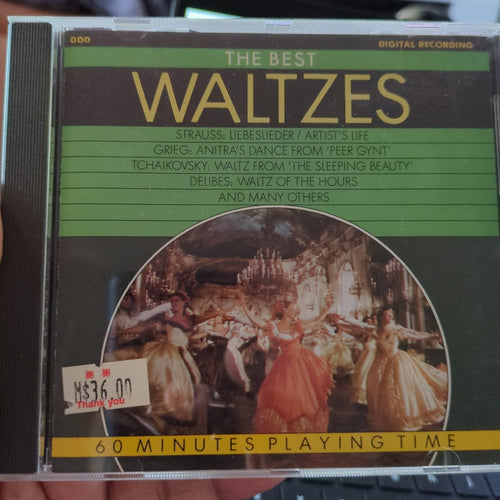 DDD
DIGITAL RECORDING
THE BEST
WALTZES
STRAUSS: LIEBESLIEDER / ARTIST'S LIFE
GRIEG: ANITRA'S DANCE FROM 'PEER GYNT'
TCHAIKOVSKY: WALTZ FROM 'THE SLEEPING BEAUTY'
DELIBES: WALTZ OF THE HOURS
AND MANY OTHERS
M$36.00
Thank you
60 MINUTES PLAYING TIME